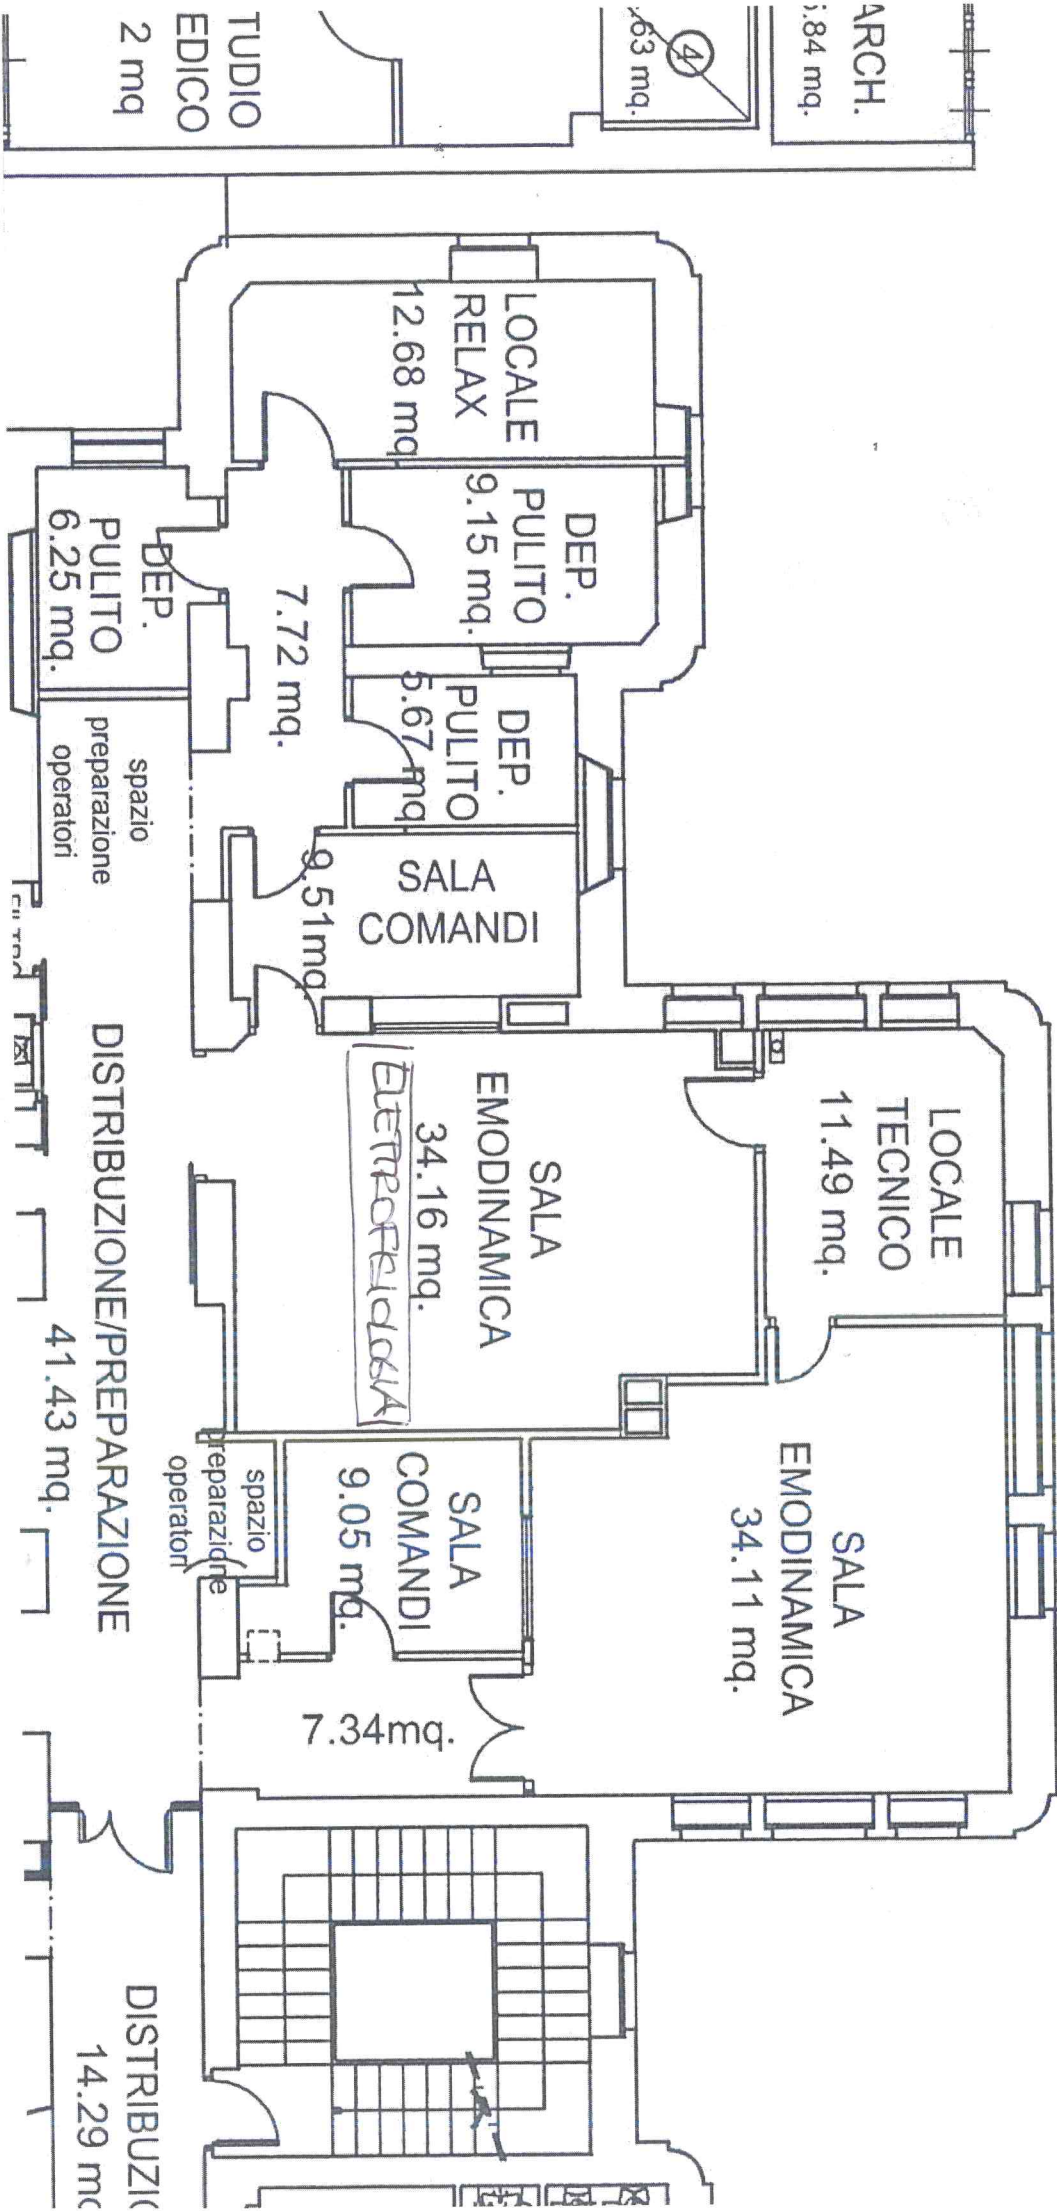 ARCH.
5.84 mq.
4
.63 mq.
TUDIO
EDICO
2 mq
LOCALE
RELAX
12.68 mq
DEP.
PULITO
9.15 mq.
DEP.
PULITO
6.25 mq.
7.72 mq.
DEP.
PULITO
5.67 mq
spazio
preparazione
operatori
SALA
COMANDI
9.51mq.
LOCALE
TECNICO
11.49 mq.
SALA
EMODINAMICA
34.16 mq.
ELETTROFISIOLOGIA
DISTRIBUZIONE/PREPARAZIONE
41.43 mq.
SALA
EMODINAMICA
34.11 mq.
SALA
COMANDI
9.05 mq.
spazio
preparazione
operatori
7.34mq.
DISTRIBUZIO
14.29 mq